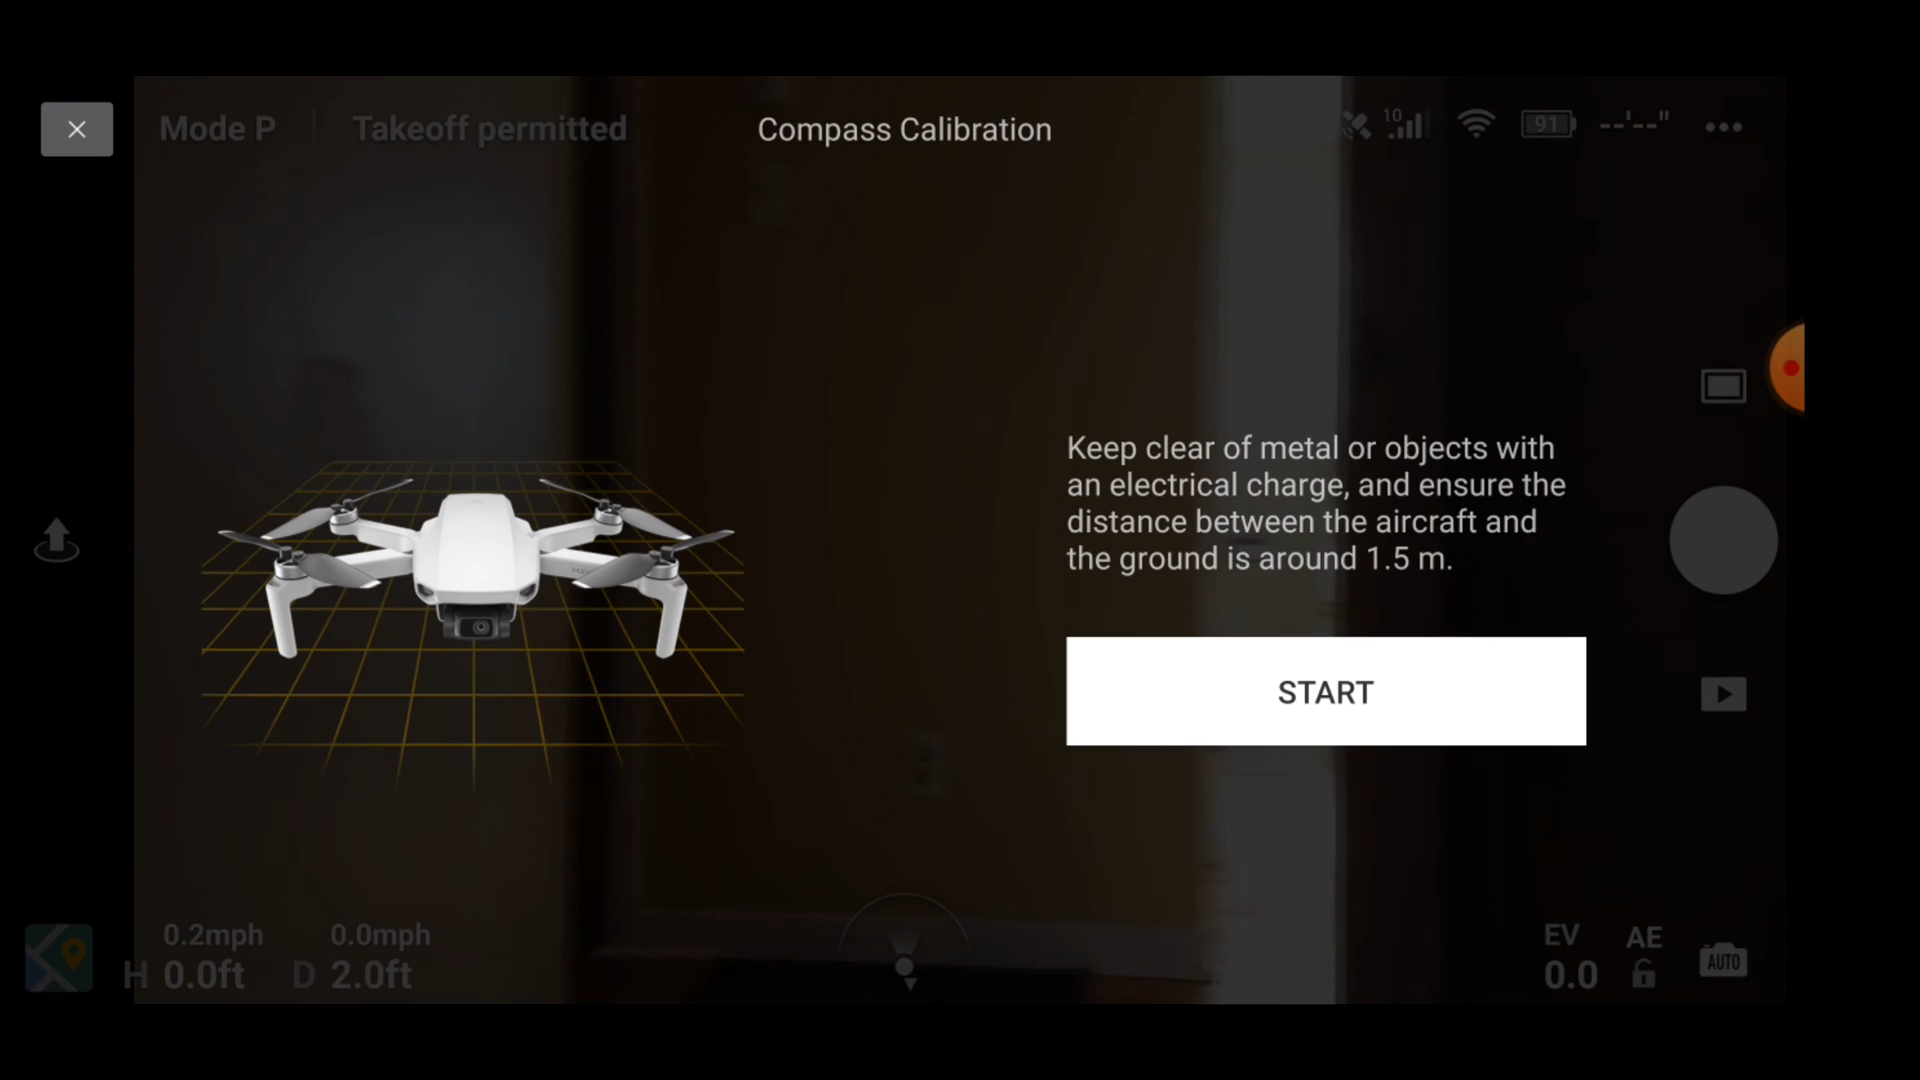 Mode P
Takeoff permitted
Compass Calibration
10
91
--'--"
Keep clear of metal or objects with
an electrical charge, and ensure the
distance between the aircraft and
the ground is around 1.5 m.
START
0.2mph 0.0mph
H 0.0ft D 2.0ft
EV AE
0.0
AUTO